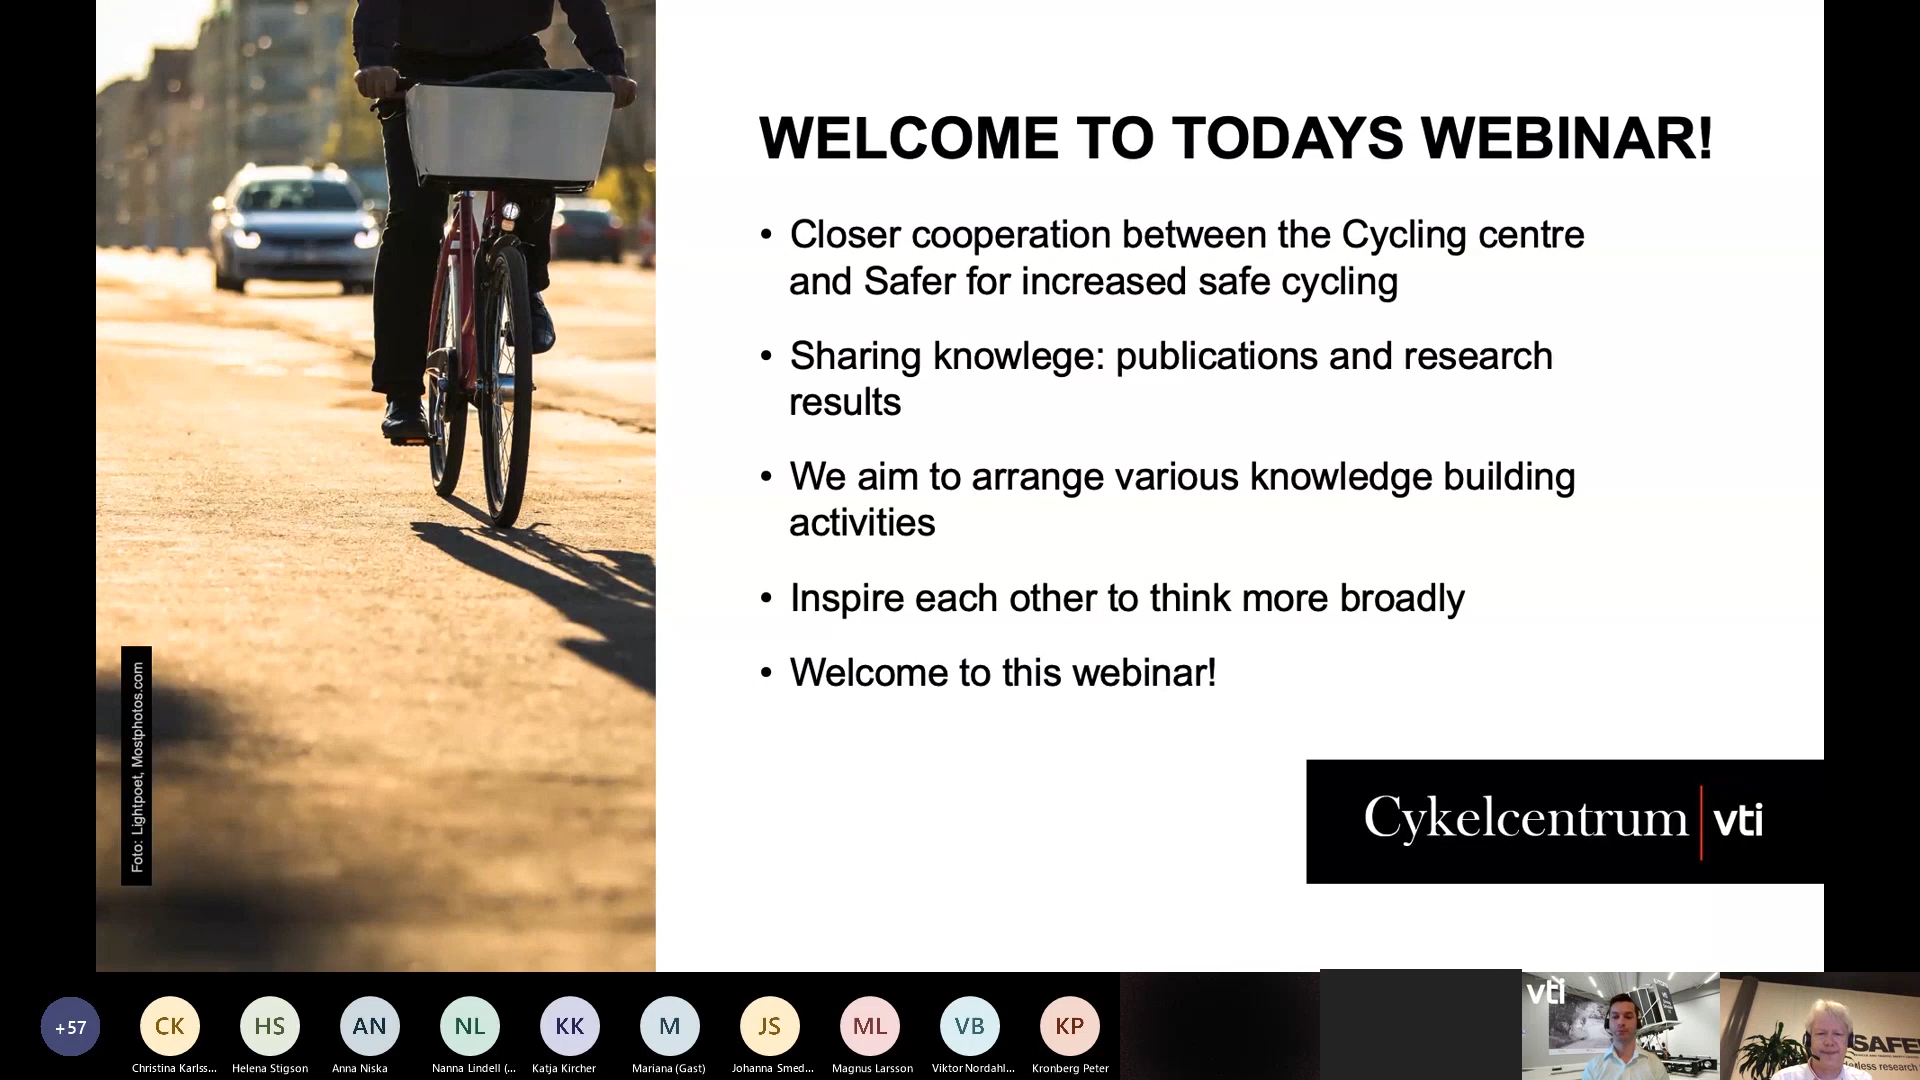 WELCOME TO TODAYS WEBINAR!
• Closer cooperation between the Cycling centre
and Safer for increased safe cycling
• Sharing knowlege: publications and research
results
• We aim to arrange various knowledge building
activities
• Inspire each other to think more broadly
• Welcome to this webinar!
Foto: Lightpoet, Mostphotos.com
Cykelcentrum vti
+57
CK
HS
AN
NL
KK
M
JS
ML
VB
KP
Christina Karlss...
Helena Stigson
Anna Niska
Nanna Lindell (...
Katja Kircher
Mariana (Gast)
Johanna Smed...
Magnus Larsson
Viktor Nordahl...
Kronberg Peter
vti
SAFE
research